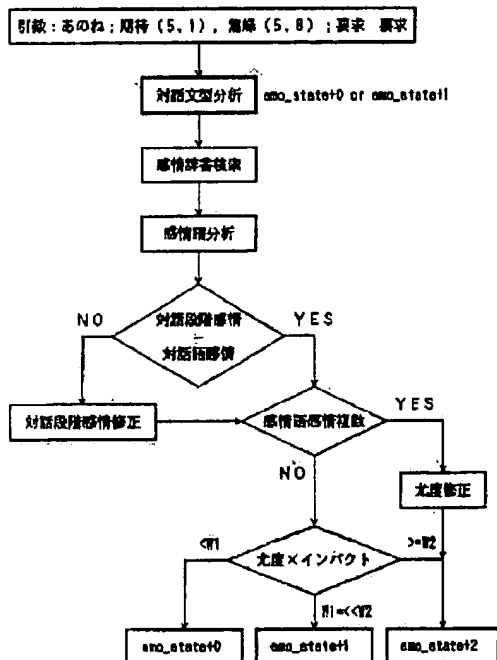 引数：あのね；期待（5，1），焦燥（5，8）；要求 要求
対話文型分析 emo_state+0 or emo_state+1
感情辞書検索
感情語分析
対話段階感情
=
対話語感情
NO
YES
対話段階感情修正
感情語感情複数
YES
NO
尤度修正
尤度×インパクト
<W1
>=W2
W1=<<W2
emo_state+0
emo_state+1
emo_state+2